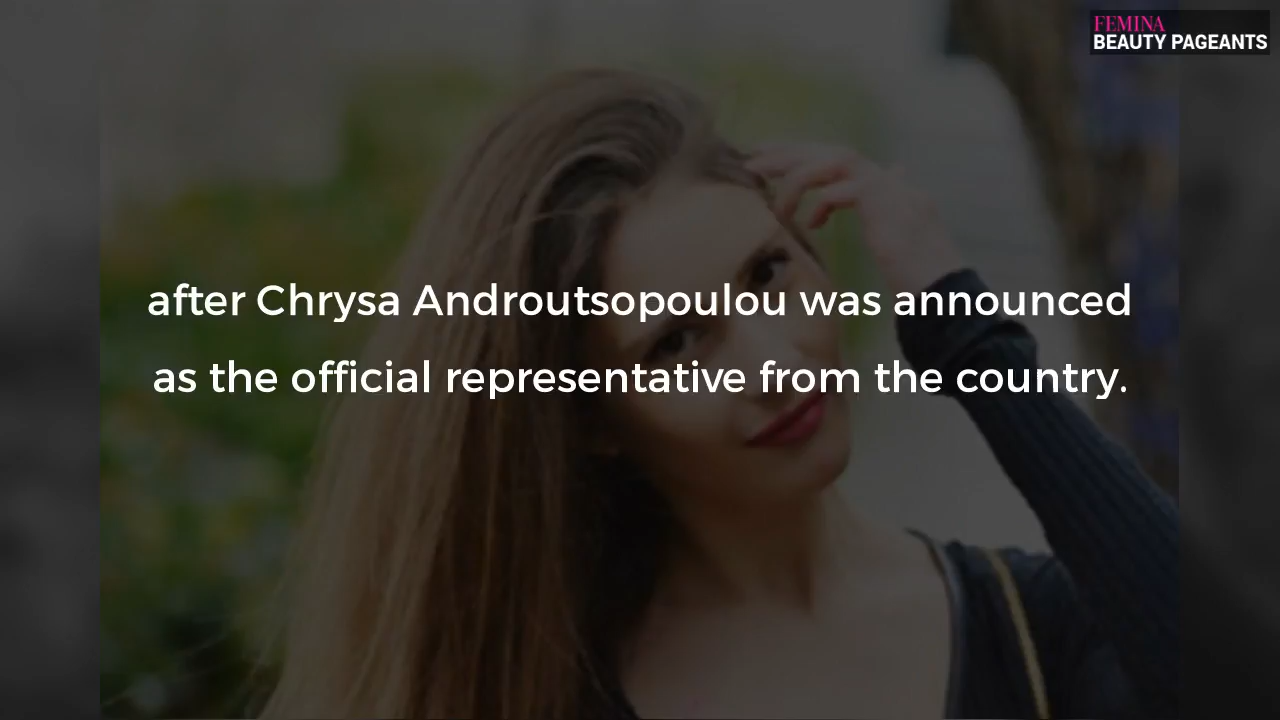 FEMINA
BEAUTY PAGEANTS
after Chrysa Androutsopoulou was announced
as the official representative from the country.